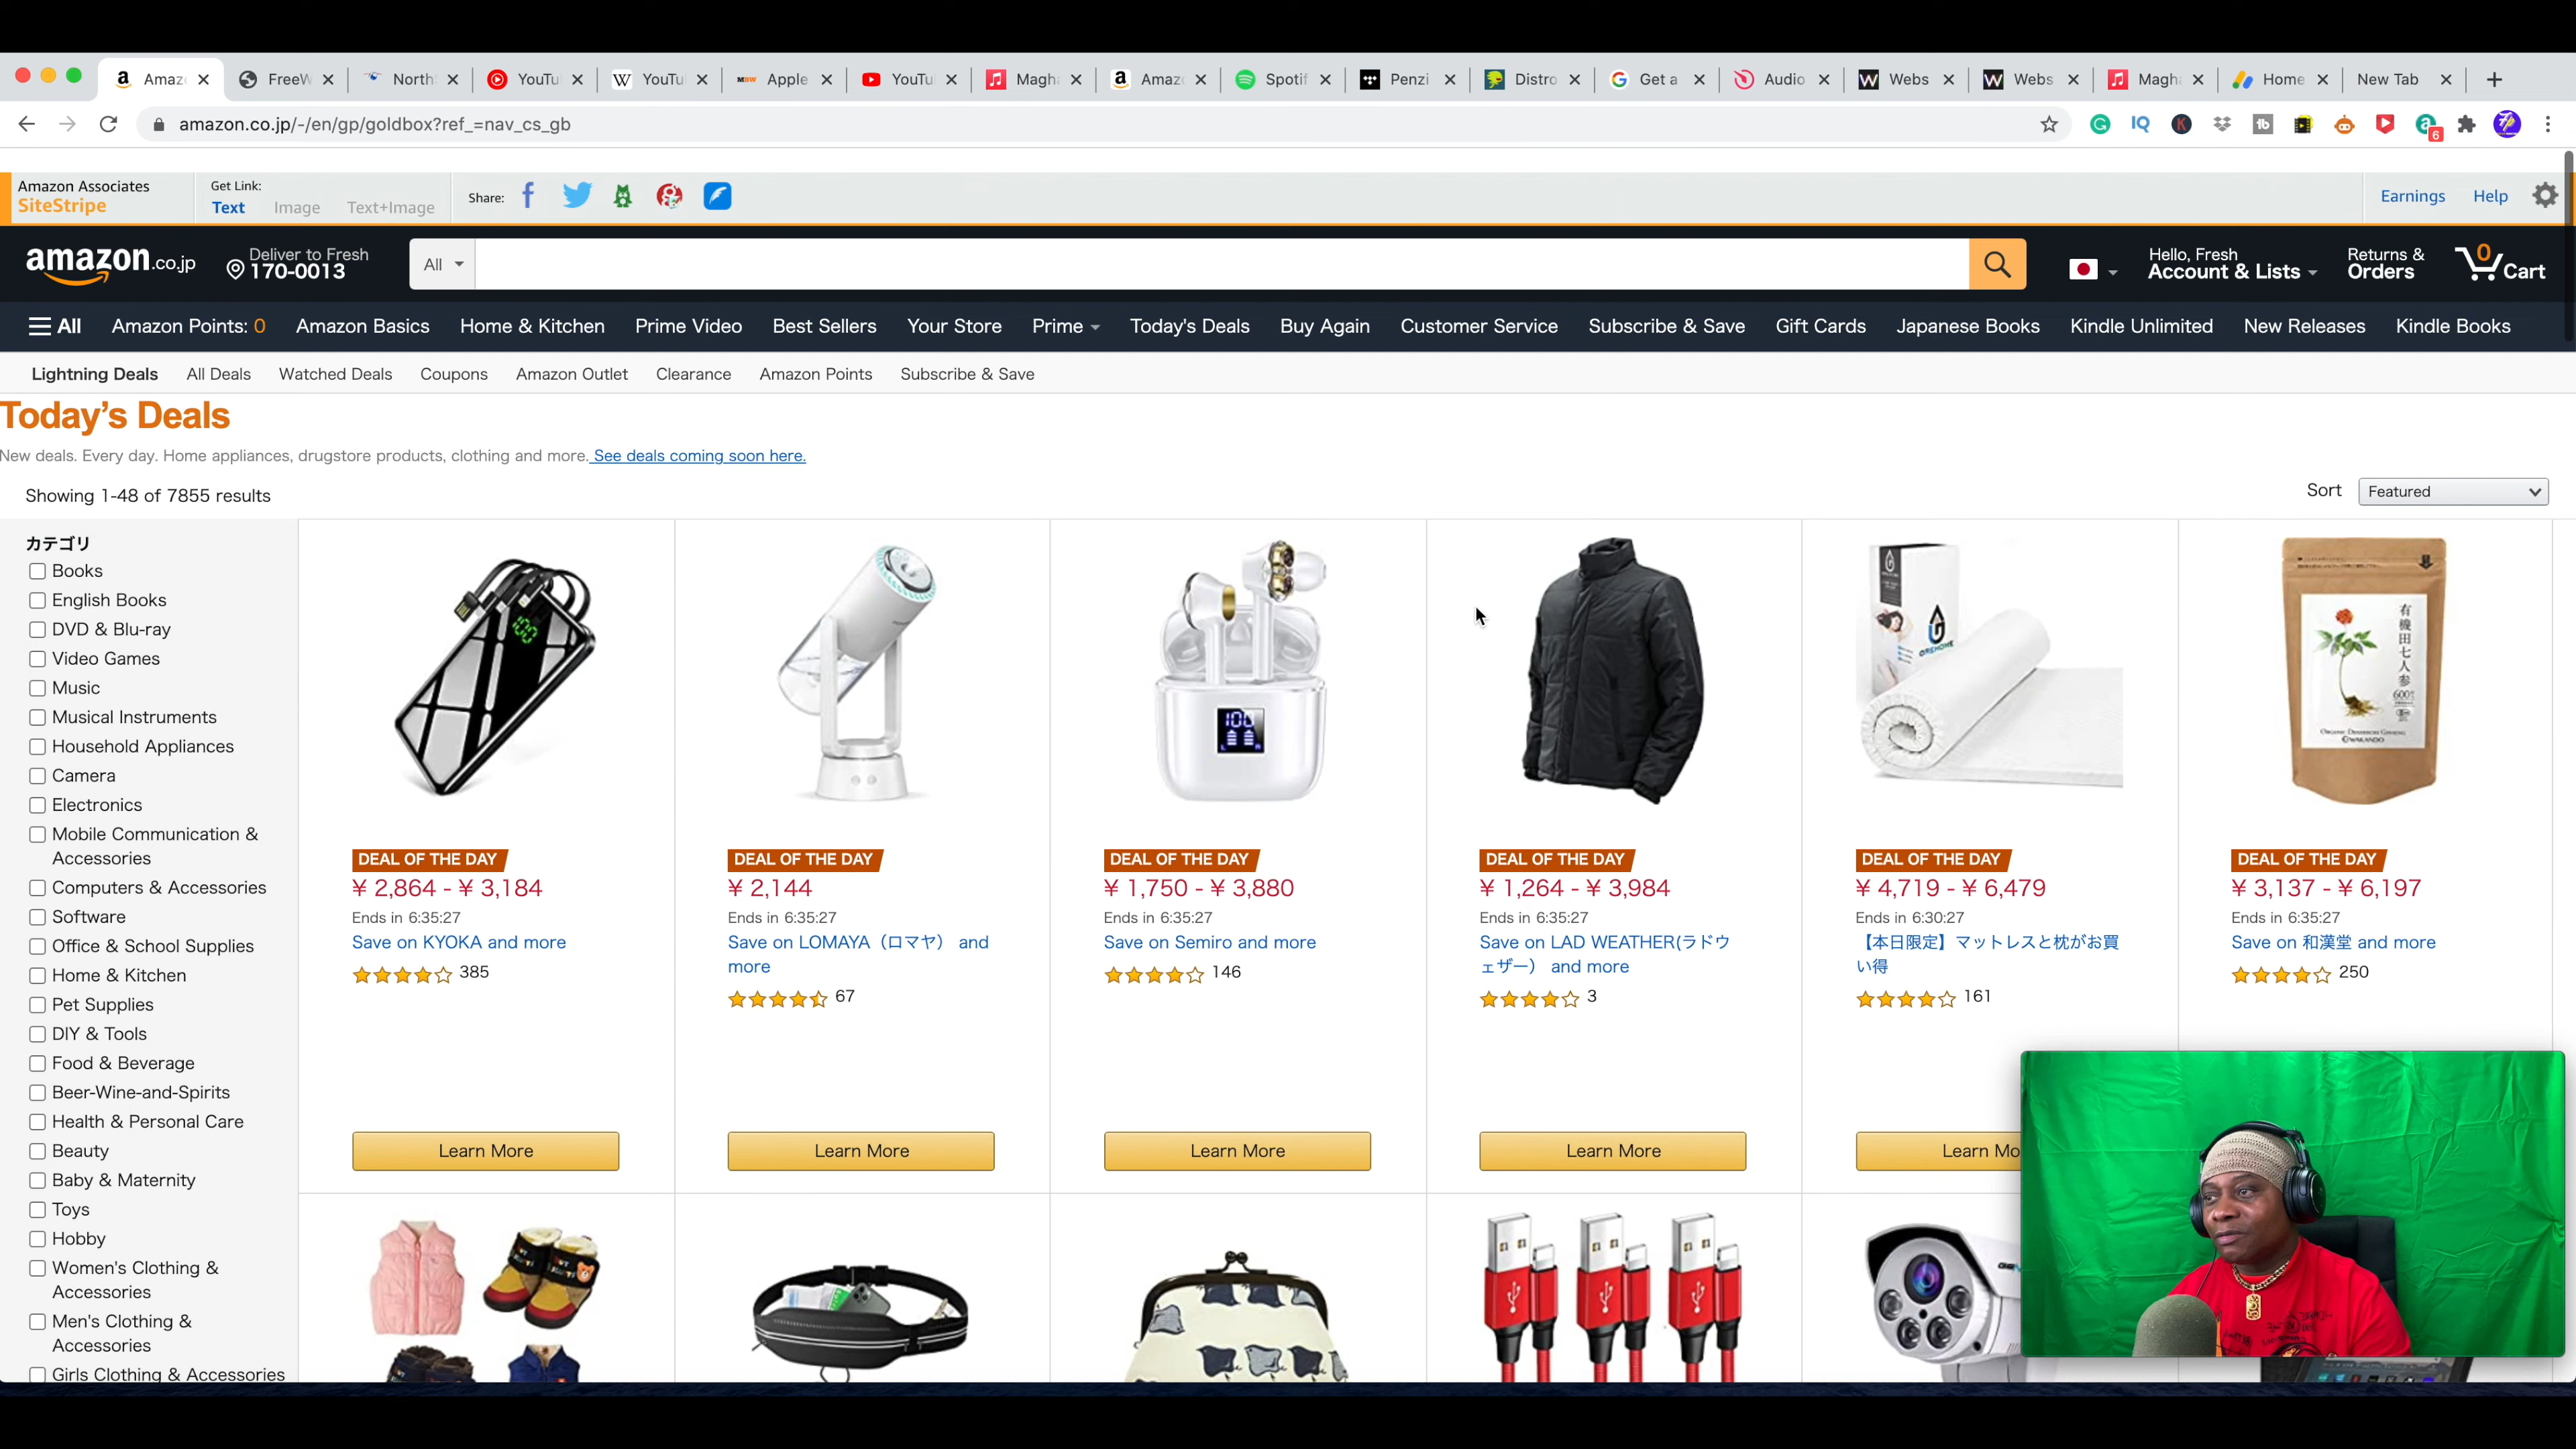 Amaz
FreeW
North
YouTu
YouTu
Apple
YouTu
Magh
Amaz
Spotif
Penzi
Distro
Get a
Audio
Webs
Webs
Magh
Home
New Tab
amazon.co.jp/-/en/gp/goldbox?ref_=nav_cs_gb
6
Amazon Associates
SiteStripe
Get Link:
Text Image Text+Image
Share:
Earnings Help
amazon.co.jp
Deliver to Fresh
170-0013
All
Hello, Fresh
Account & Lists
Returns &
Orders
0
Cart
All Amazon Points: 0 Amazon Basics Home & Kitchen Prime Video Best Sellers Your Store Prime Today's Deals Buy Again Customer Service Subscribe & Save Gift Cards Japanese Books Kindle Unlimited New Releases Kindle Books
Lightning Deals All Deals Watched Deals Coupons Amazon Outlet Clearance Amazon Points Subscribe & Save
Today's Deals
New deals. Every day. Home appliances, drugstore products, clothing and more. See deals coming soon here.
Showing 1-48 of 7855 results
Sort Featured
カテゴリ
Books
English Books
DVD & Blu-ray
Video Games
Music
Musical Instruments
Household Appliances
Camera
Electronics
Mobile Communication &
Accessories
Computers & Accessories
Software
Office & School Supplies
Home & Kitchen
Pet Supplies
DIY & Tools
Food & Beverage
Beer-Wine-and-Spirits
Health & Personal Care
Beauty
Baby & Maternity
Toys
Hobby
Women's Clothing &
Accessories
Men's Clothing &
Accessories
Girls Clothing & Accessories
100
DEAL OF THE DAY
¥ 2,864 - ¥ 3,184
Ends in 6:35:27
Save on KYOKA and more
385
Learn More
DEAL OF THE DAY
¥ 2,144
Ends in 6:35:27
Save on LOMAYA（ロマヤ） and
more
67
Learn More
100
DEAL OF THE DAY
¥ 1,750 - ¥ 3,880
Ends in 6:35:27
Save on Semiro and more
146
Learn More
DEAL OF THE DAY
¥ 1,264 - ¥ 3,984
Ends in 6:35:27
Save on LAD WEATHER(ラドウ
ェザー） and more
3
Learn More
DEAL OF THE DAY
¥ 4,719 - ¥ 6,479
Ends in 6:30:27
【本日限定】マットレスと枕がお買
い得
161
Learn Mo
有機田七人参
600
DEAL OF THE DAY
¥ 3,137 - ¥ 6,197
Ends in 6:35:27
Save on 和漢堂 and more
250